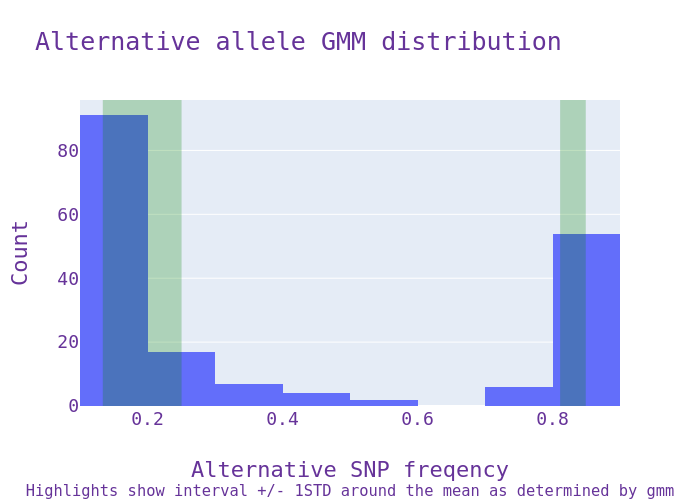 Alternative allele GMM distribution
Count
80
60
40
20
0
0.2
0.4
0.6
0.8
Alternative SNP freqency
Highlights show interval +/- 1STD around the mean as determined by gmm